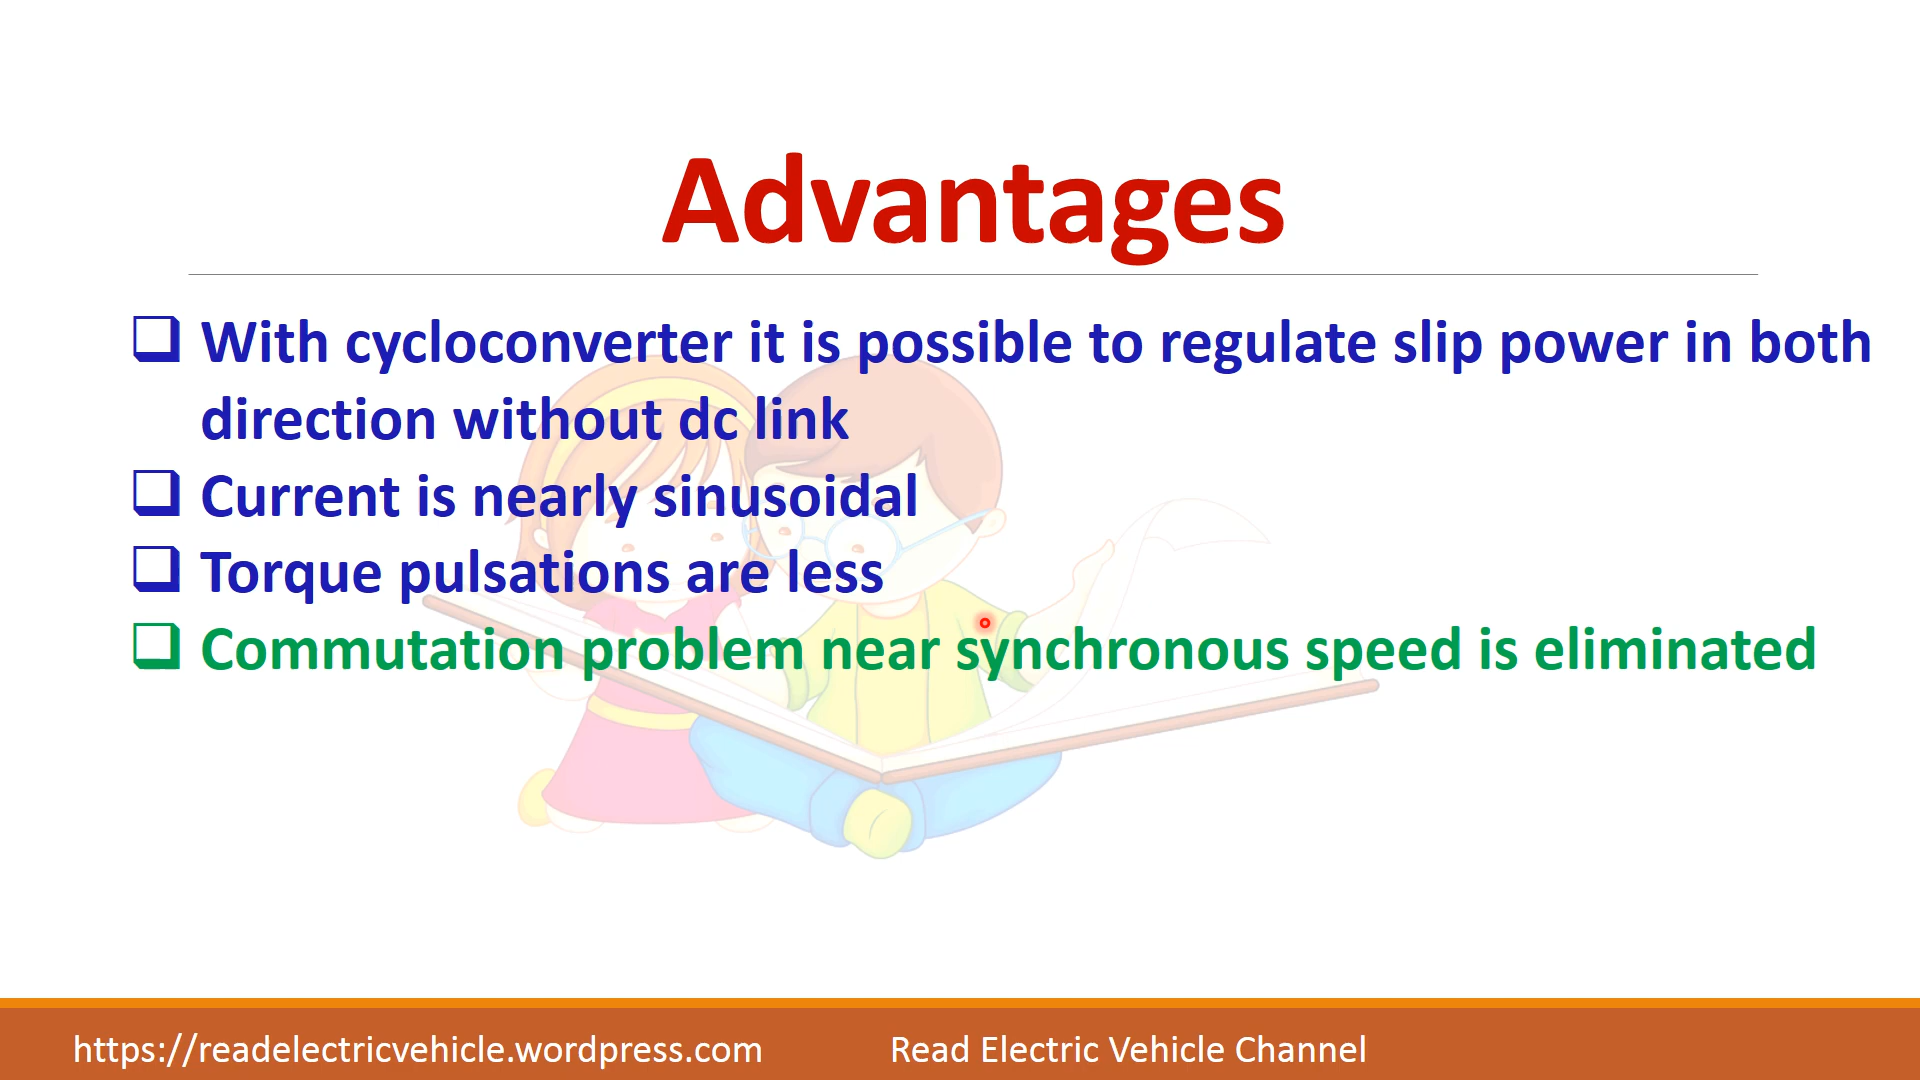 Advantages
❑ With cycloconverter it is possible to regulate slip power in both
direction without dc link
❑ Current is nearly sinusoidal
❑ Torque pulsations are less
❑ Commutation problem near synchronous speed is eliminated
https://readelectricvehicle.wordpress.com Read Electric Vehicle Channel